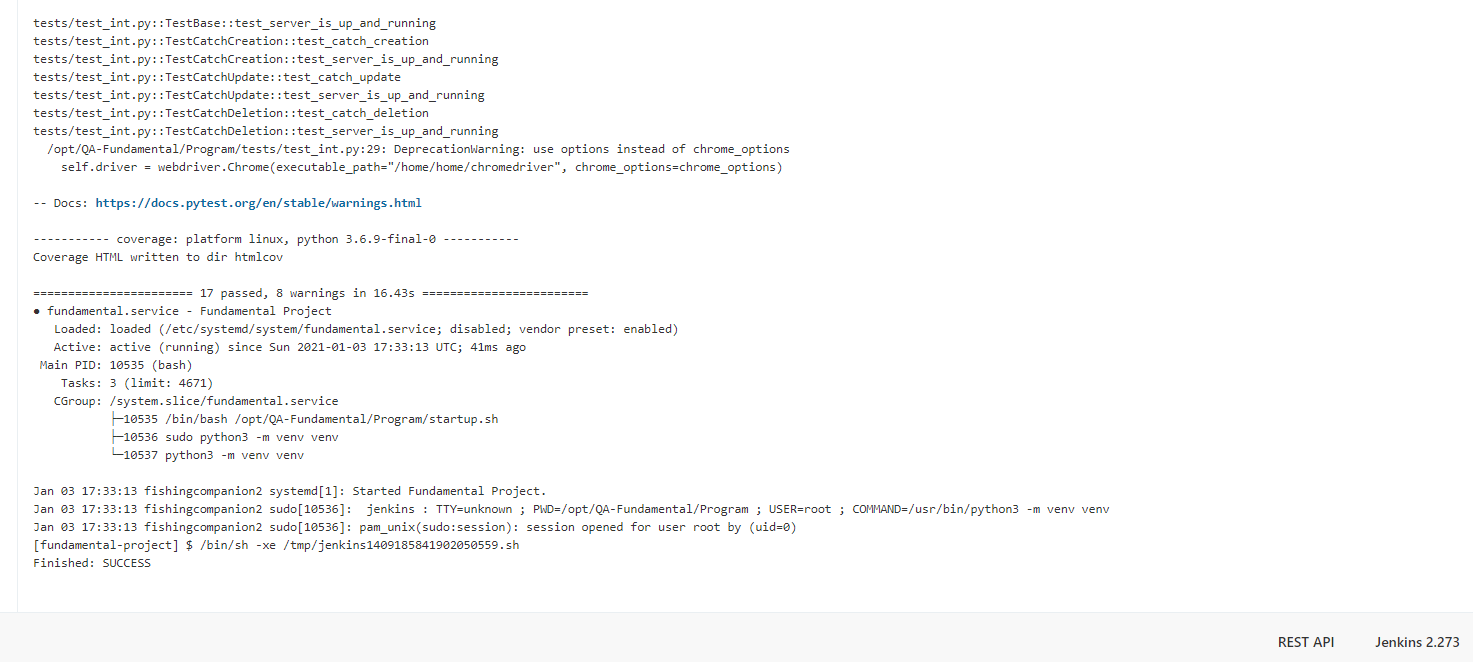 tests/test_int.py::TestBase::test_server_is_up_and_running
tests/test_int.py::TestCatchCreation::test_catch_creation
tests/test_int.py::TestCatchCreation::test_server_is_up_and_running
tests/test_int.py::TestCatchUpdate::test_catch_update
tests/test_int.py::TestCatchUpdate::test_server_is_up_and_running
tests/test_int.py::TestCatchDeletion::test_catch_deletion
tests/test_int.py::TestCatchDeletion::test_server_is_up_and_running
  /opt/QA-Fundamental/Program/tests/test_int.py:29: DeprecationWarning: use options instead of chrome_options
    self.driver = webdriver.Chrome(executable_path="/home/home/chromedriver", chrome_options=chrome_options)
-- Docs: https://docs.pytest.org/en/stable/warnings.html
----------- coverage: platform linux, python 3.6.9-final-0 -----------
Coverage HTML written to dir htmlcov
======================= 17 passed, 8 warnings in 16.43s ========================
● fundamental.service - Fundamental Project
   Loaded: loaded (/etc/systemd/system/fundamental.service; disabled; vendor preset: enabled)
   Active: active (running) since Sun 2021-01-03 17:33:13 UTC; 41ms ago
 Main PID: 10535 (bash)
    Tasks: 3 (limit: 4671)
   CGroup: /system.slice/fundamental.service
           ├─10535 /bin/bash /opt/QA-Fundamental/Program/startup.sh
           ├─10536 sudo python3 -m venv venv
           └─10537 python3 -m venv venv
Jan 03 17:33:13 fishingcompanion2 systemd[1]: Started Fundamental Project.
Jan 03 17:33:13 fishingcompanion2 sudo[10536]:  jenkins : TTY=unknown ; PWD=/opt/QA-Fundamental/Program ; USER=root ; COMMAND=/usr/bin/python3 -m venv venv
Jan 03 17:33:13 fishingcompanion2 sudo[10536]: pam_unix(sudo:session): session opened for user root by (uid=0)
[fundamental-project] $ /bin/sh -xe /tmp/jenkins1409185841902050559.sh
Finished: SUCCESS
REST API Jenkins 2.273